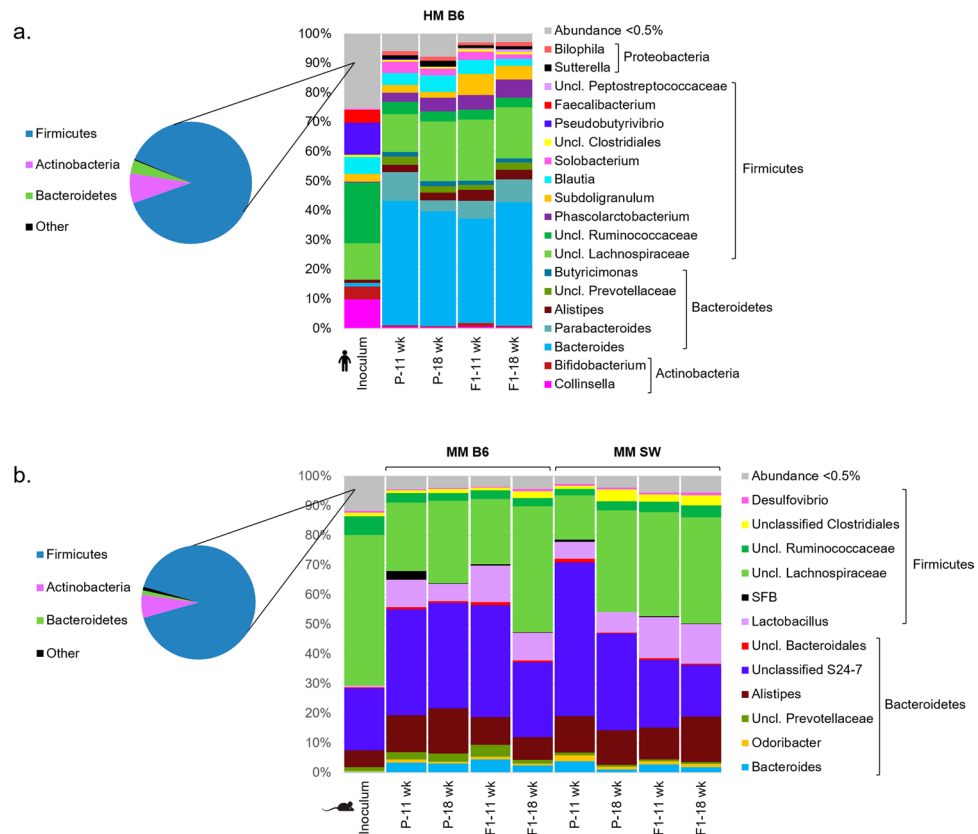 a.
HM B6
100%
90%
80%
70%
60%
50%
40%
30%
20%
10%
0%
Firmicutes
Actinobacteria
Bacteroidetes
Other
Inoculum
P-11 wk
P-18 wk
F1-11 wk
F1-18 wk
Abundance <0.5%
Bilophila
Sutterella
Proteobacteria
Uncl. Peptostreptococcaceae
Faecalibacterium
Pseudobutyrivibrio
Uncl. Clostridiales
Solobacterium
Blautia
Subdoligranulum
Phascolarctobacterium
Uncl. Ruminococcaceae
Uncl. Lachnospiraceae
Firmicutes
Butyricimonas
Uncl. Prevotellaceae
Alistipes
Parabacteroides
Bacteroides
Bacteroidetes
Bifidobacterium
Collinsella
Actinobacteria
b.
MM B6
MM SW
100%
90%
80%
70%
60%
50%
40%
30%
20%
10%
0%
Firmicutes
Actinobacteria
Bacteroidetes
Other
Inoculum
P-11 wk
P-18 wk
F1-11 wk
F1-18 wk
P-11 wk
P-18 wk
F1-11 wk
F1-18 wk
Abundance <0.5%
Desulfovibrio
Unclassified Clostridiales
Uncl. Ruminococcaceae
Uncl. Lachnospiraceae
SFB
Lactobacillus
Firmicutes
Uncl. Bacteroidales
Unclassified S24-7
Alistipes
Uncl. Prevotellaceae
Odoribacter
Bacteroides
Bacteroidetes